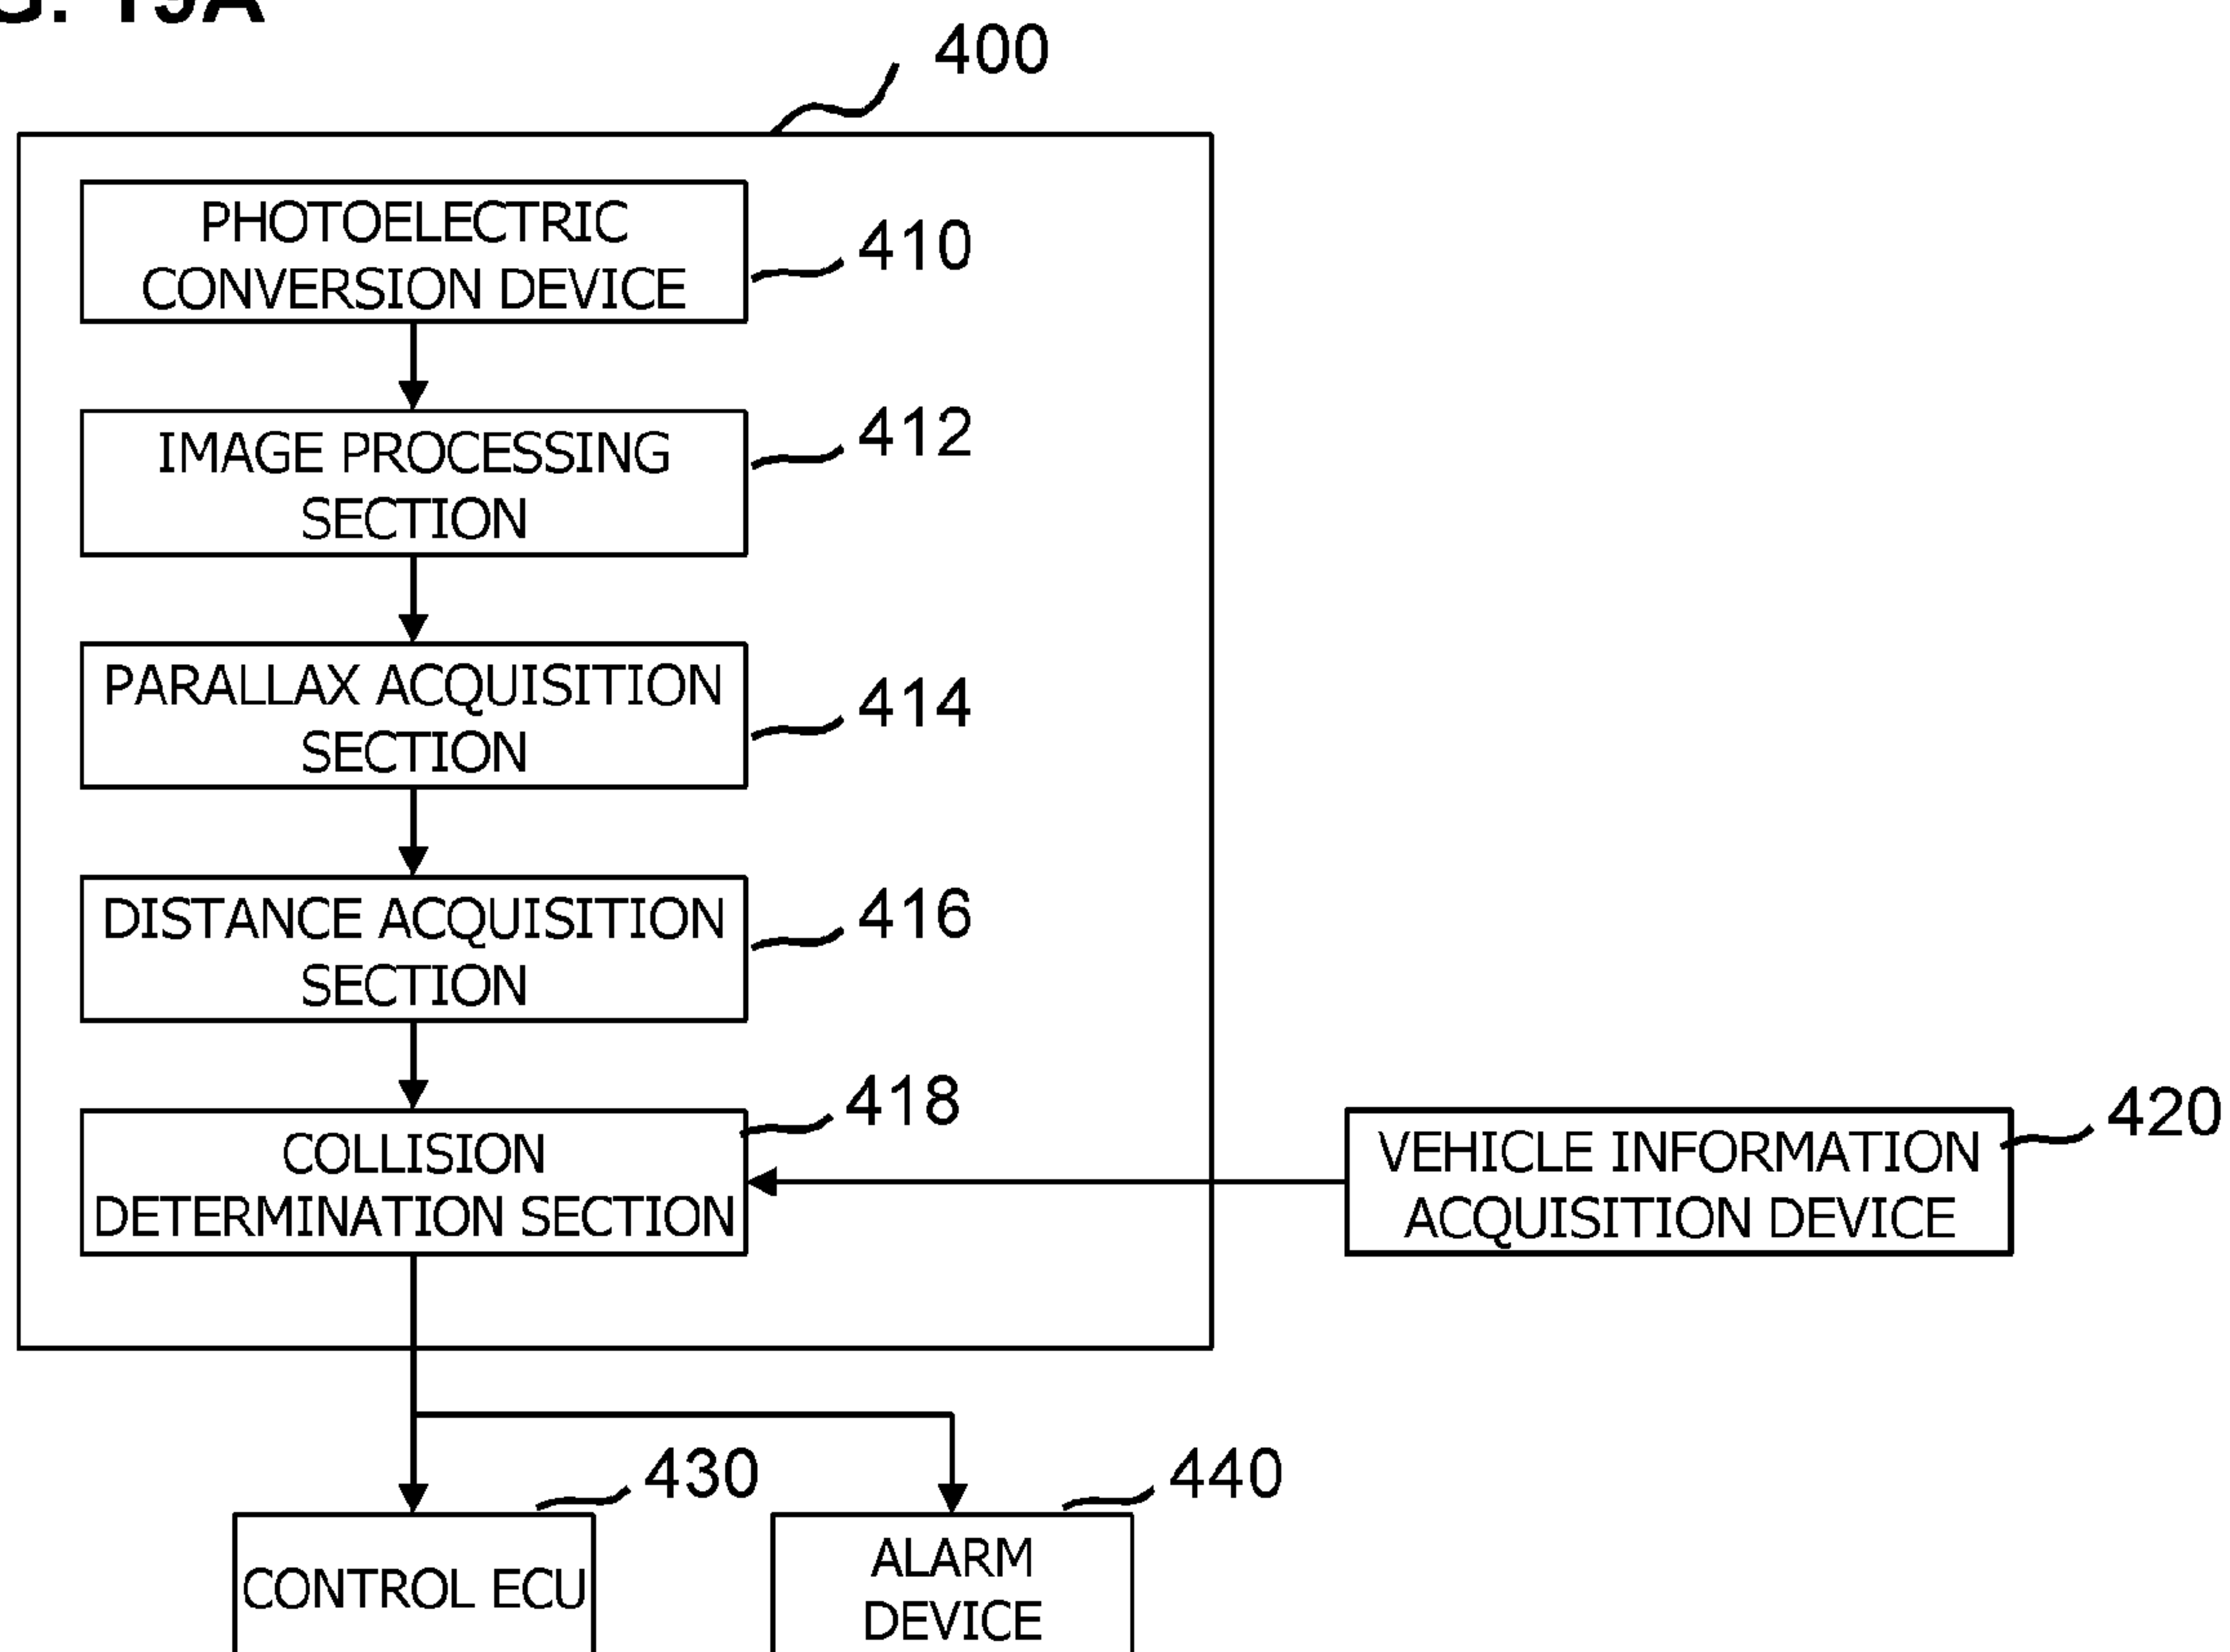 400
PHOTOELECTRIC
CONVERSION DEVICE
410
IMAGE PROCESSING
SECTION
412
PARALLAX ACQUISITION
SECTION
414
DISTANCE ACQUISITION
SECTION
416
COLLISION
DETERMINATION SECTION
418
VEHICLE INFORMATION
ACQUISITION DEVICE
420
CONTROL ECU
430
ALARM
DEVICE
440